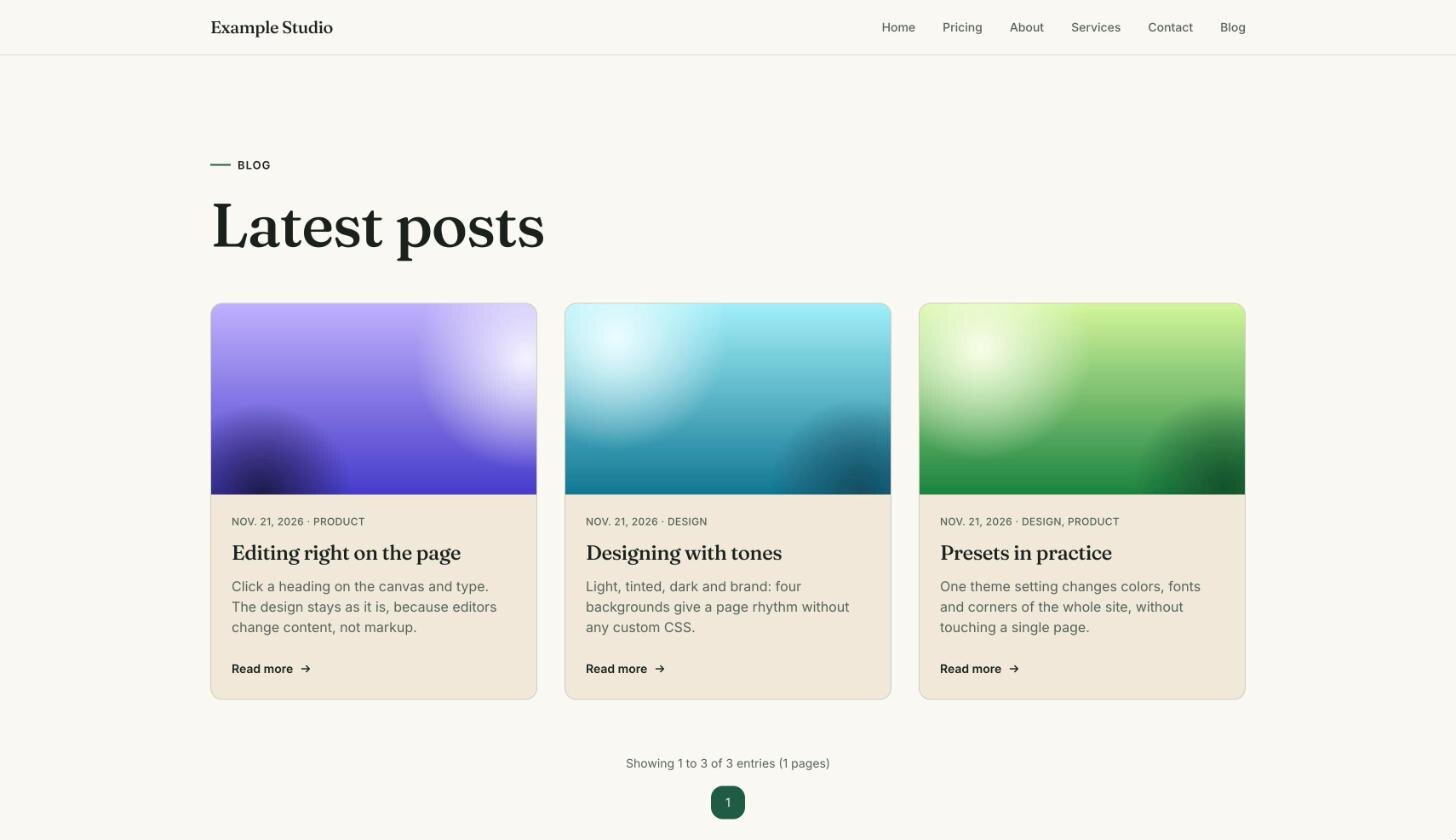 Example Studio
Home Pricing About Services Contact Blog
BLOG
Latest posts
NOV. 21, 2026 · PRODUCT
Editing right on the page
Click a heading on the canvas and type.
The design stays as it is, because editors
change content, not markup.
Read more →
NOV. 21, 2026 · DESIGN
Designing with tones
Light, tinted, dark and brand: four
backgrounds give a page rhythm without
any custom CSS.
Read more →
NOV. 21, 2026 · DESIGN, PRODUCT
Presets in practice
One theme setting changes colors, fonts
and corners of the whole site, without
touching a single page.
Read more →
Showing 1 to 3 of 3 entries (1 pages)
1